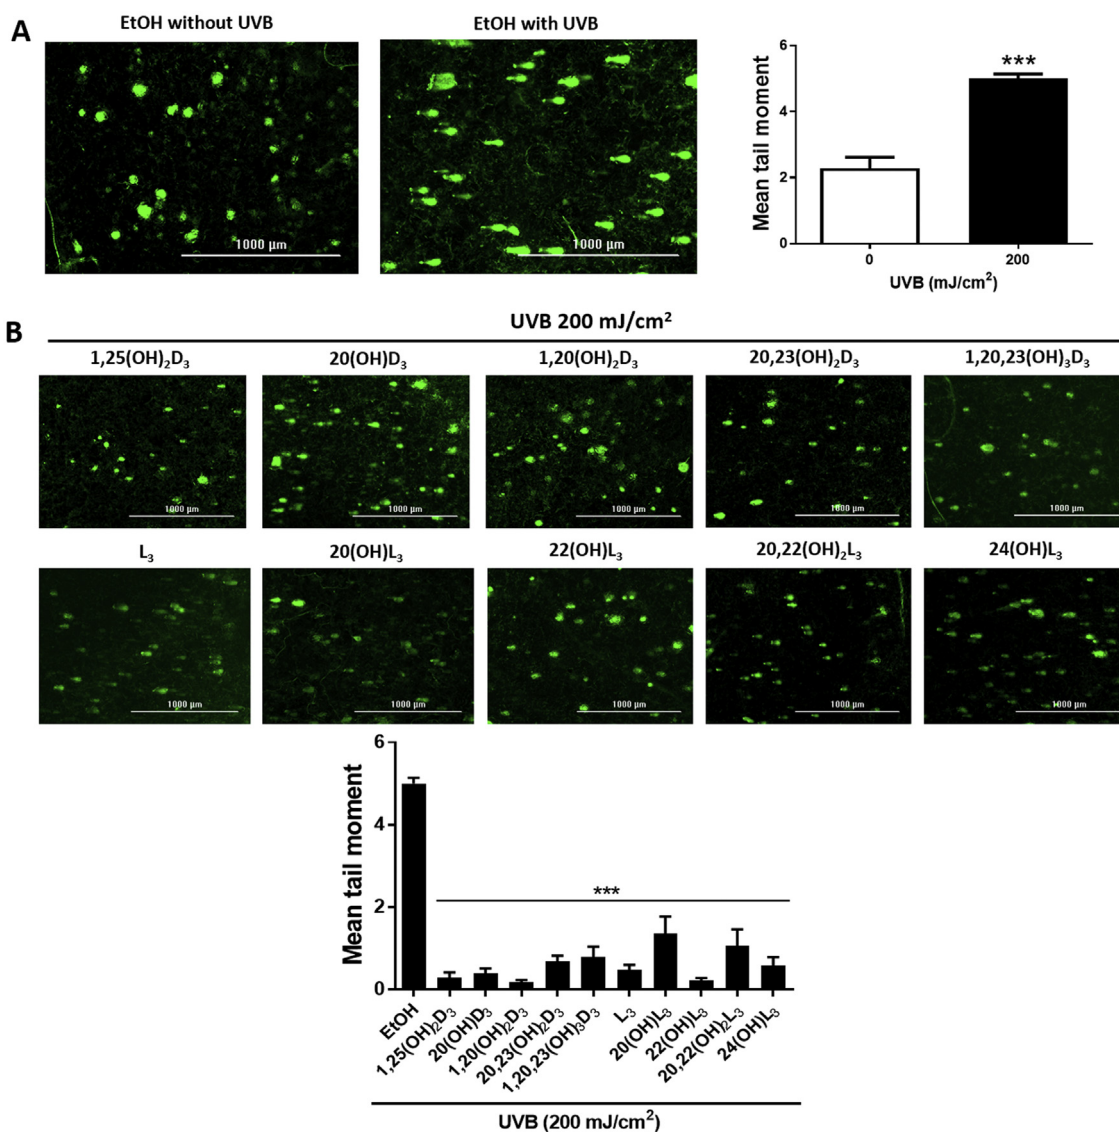 A
EtOH without UVB
EtOH with UVB
1000 µm
1000 µm
Mean tail moment
6
4
2
0
***
0
200
UVB (mJ/cm²)
B
UVB 200 mJ/cm²
1,25(OH)₂D₃
20(OH)D₃
1,20(OH)₂D₃
20,23(OH)₂D₃
1,20,23(OH)₃D₃
1000 µm
1000 µm
1000 µm
1000 µm
1000 µm
L₃
20(OH)L₃
22(OH)L₃
20,22(OH)₂L₃
24(OH)L₃
1000 µm
1000 µm
1000 µm
1000 µm
1000 µm
Mean tail moment
6
4
2
0
***
EtOH
1,25(OH)₂D₃
20(OH)D₃
1,20(OH)₂D₃
20,23(OH)₂D₃
1,20,23(OH)₃D₃
L₃
20(OH)L₃
22(OH)L₃
20,22(OH)₂L₃
24(OH)L₃
UVB (200 mJ/cm²)